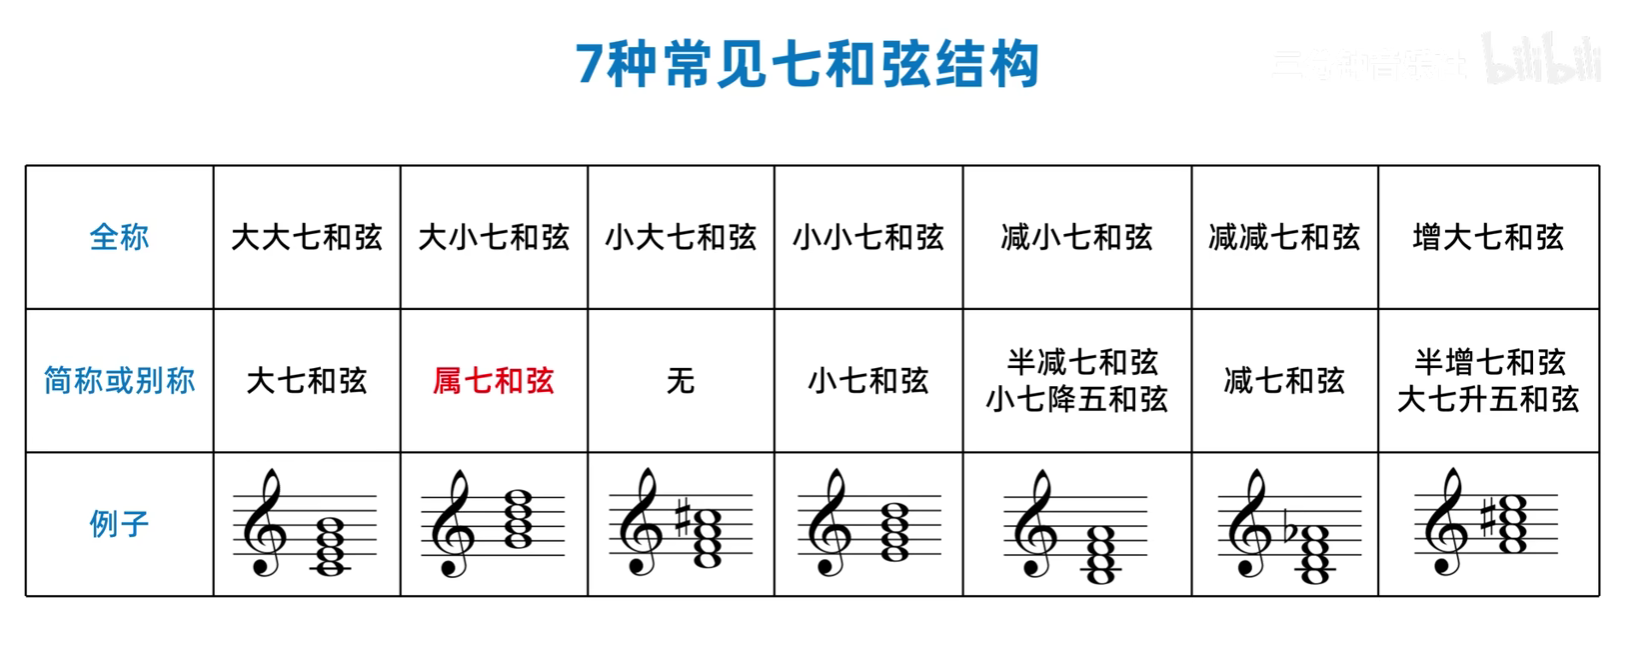 7种常见七和弦结构
bilibili
全称 大大七和弦 大小七和弦 小大七和弦 小小七和弦 减小七和弦 减减七和弦 增大七和弦
简称或别称 大七和弦 属七和弦 无 小七和弦 半减七和弦 减七和弦 半增七和弦
小七降五和弦 大七升五和弦
例子